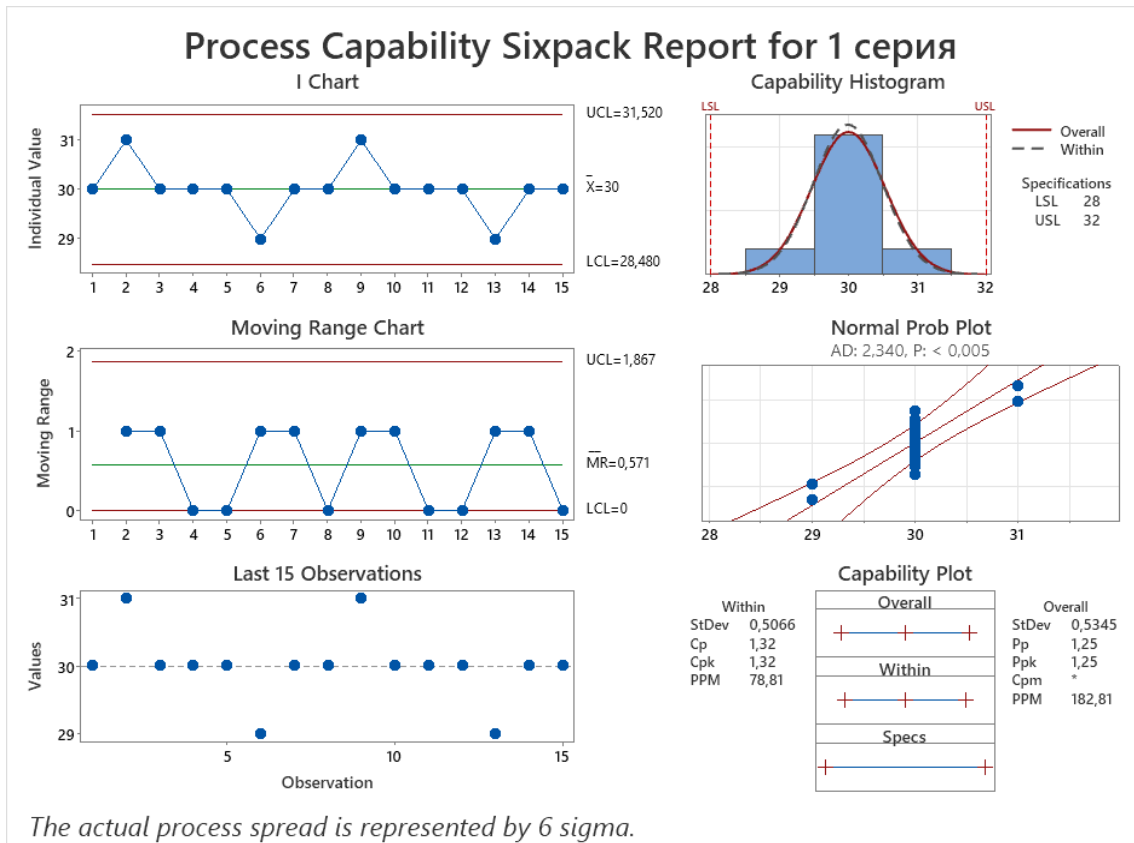 Process Capability Sixpack Report for 1 серия
I Chart
UCL=31,520
31
30
29
Individual Value
X=30
LCL=28,480
1 2 3 4 5 6 7 8 9 10 11 12 13 14 15
Capability Histogram
LSL USL
28 29 30 31 32
Overall
Within
Specifications
LSL 28
USL 32
Moving Range Chart
2
1
0
Moving Range
UCL=1,867
MR=0,571
LCL=0
1 2 3 4 5 6 7 8 9 10 11 12 13 14 15
Normal Prob Plot
AD: 2,340, P: < 0,005
28 29 30 31
Last 15 Observations
31
30
29
Values
5 10 15
Observation
Capability Plot
Within
StDev 0,5066
Cp 1,32
Cpk 1,32
PPM 78,81
Overall
Within
Specs
Overall
StDev 0,5345
Pp 1,25
Ppk 1,25
Cpm *
PPM 182,81
The actual process spread is represented by 6 sigma.